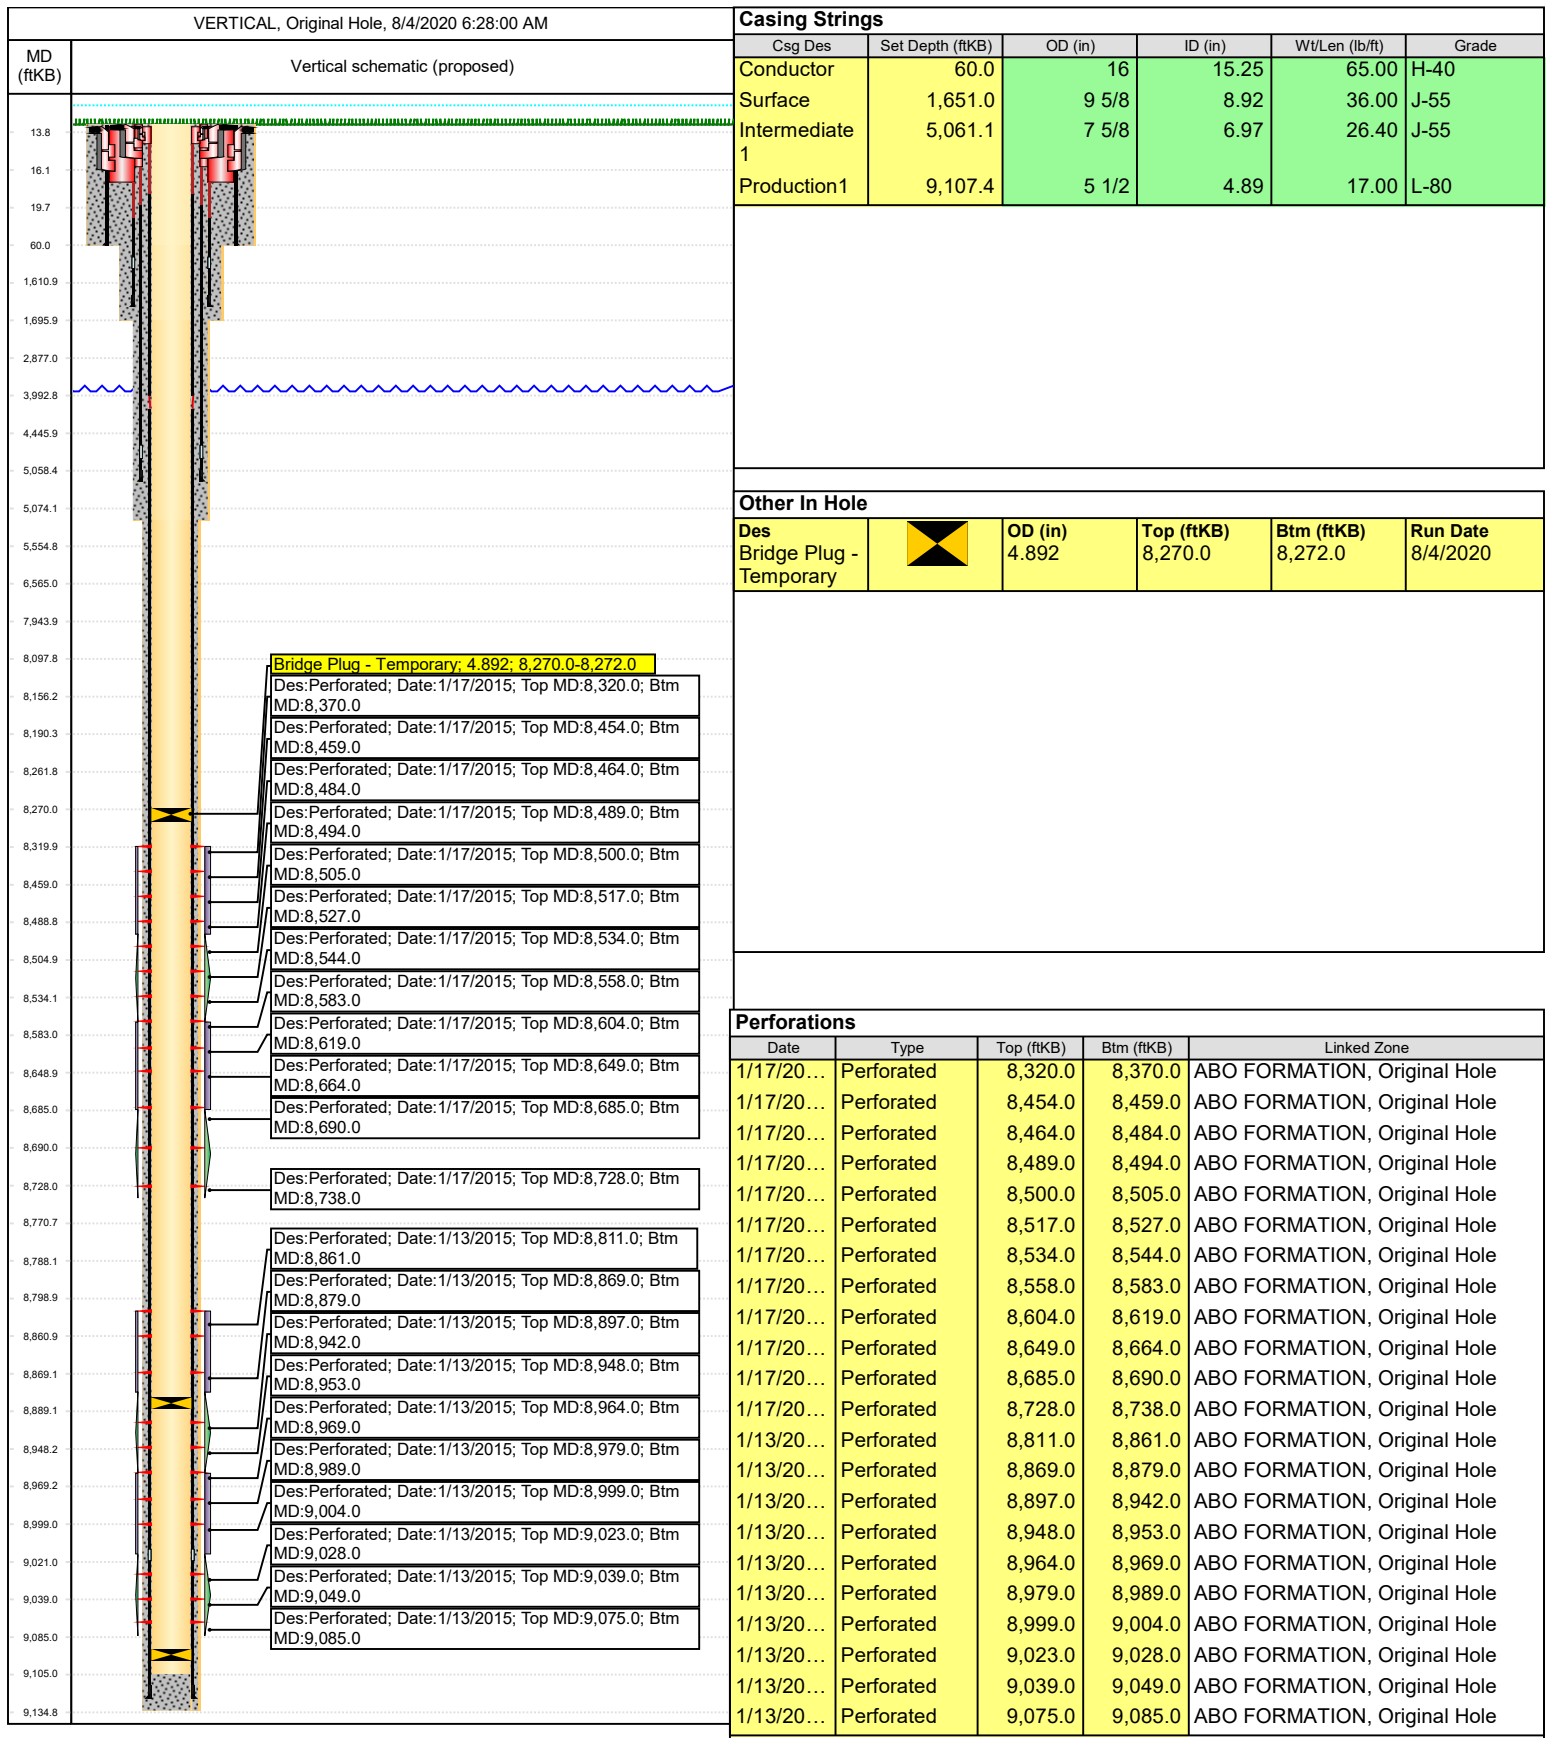 VERTICAL, Original Hole, 8/4/2020 6:28:00 AM
MD
(ftKB)
Vertical schematic (proposed)
13.8
16.1
19.7
60.0
1,610.9
1,695.9
2,877.0
3,992.8
4,445.9
5,058.4
5,074.1
5,554.8
6,565.0
7,943.9
8,097.8
8,156.2
8,190.3
8,261.8
8,270.0
8,319.9
8,459.0
8,488.8
8,504.9
8,534.1
8,583.0
8,648.9
8,685.0
8,690.0
8,728.0
8,770.7
8,788.1
8,798.9
8,860.9
8,869.1
8,889.1
8,948.2
8,969.2
8,999.0
9,021.0
9,039.0
9,085.0
9,105.0
9,134.8
Bridge Plug - Temporary; 4.892; 8,270.0-8,272.0
Des:Perforated; Date:1/17/2015; Top MD:8,320.0; Btm
MD:8,370.0
Des:Perforated; Date:1/17/2015; Top MD:8,454.0; Btm
MD:8,459.0
Des:Perforated; Date:1/17/2015; Top MD:8,464.0; Btm
MD:8,484.0
Des:Perforated; Date:1/17/2015; Top MD:8,489.0; Btm
MD:8,494.0
Des:Perforated; Date:1/17/2015; Top MD:8,500.0; Btm
MD:8,505.0
Des:Perforated; Date:1/17/2015; Top MD:8,517.0; Btm
MD:8,527.0
Des:Perforated; Date:1/17/2015; Top MD:8,534.0; Btm
MD:8,544.0
Des:Perforated; Date:1/17/2015; Top MD:8,558.0; Btm
MD:8,583.0
Des:Perforated; Date:1/17/2015; Top MD:8,604.0; Btm
MD:8,619.0
Des:Perforated; Date:1/17/2015; Top MD:8,649.0; Btm
MD:8,664.0
Des:Perforated; Date:1/17/2015; Top MD:8,685.0; Btm
MD:8,690.0
Des:Perforated; Date:1/17/2015; Top MD:8,728.0; Btm
MD:8,738.0
Des:Perforated; Date:1/13/2015; Top MD:8,811.0; Btm
MD:8,861.0
Des:Perforated; Date:1/13/2015; Top MD:8,869.0; Btm
MD:8,879.0
Des:Perforated; Date:1/13/2015; Top MD:8,897.0; Btm
MD:8,942.0
Des:Perforated; Date:1/13/2015; Top MD:8,948.0; Btm
MD:8,953.0
Des:Perforated; Date:1/13/2015; Top MD:8,964.0; Btm
MD:8,969.0
Des:Perforated; Date:1/13/2015; Top MD:8,979.0; Btm
MD:8,989.0
Des:Perforated; Date:1/13/2015; Top MD:8,999.0; Btm
MD:9,004.0
Des:Perforated; Date:1/13/2015; Top MD:9,023.0; Btm
MD:9,028.0
Des:Perforated; Date:1/13/2015; Top MD:9,039.0; Btm
MD:9,049.0
Des:Perforated; Date:1/13/2015; Top MD:9,075.0; Btm
MD:9,085.0
Casing Strings
Csg Des Set Depth (ftKB) OD (in) ID (in) Wt/Len (lb/ft) Grade
Conductor 60.0 16 15.25 65.00 H-40
Surface 1,651.0 9 5/8 8.92 36.00 J-55
Intermediate 5,061.1 7 5/8 6.97 26.40 J-55
1
Production1 9,107.4 5 1/2 4.89 17.00 L-80
Other In Hole
Des OD (in) Top (ftKB) Btm (ftKB) Run Date
Bridge Plug - 4.892 8,270.0 8,272.0 8/4/2020
Temporary
Perforations
Date Type Top (ftKB) Btm (ftKB) Linked Zone
1/17/20... Perforated 8,320.0 8,370.0 ABO FORMATION, Original Hole
1/17/20... Perforated 8,454.0 8,459.0 ABO FORMATION, Original Hole
1/17/20... Perforated 8,464.0 8,484.0 ABO FORMATION, Original Hole
1/17/20... Perforated 8,489.0 8,494.0 ABO FORMATION, Original Hole
1/17/20... Perforated 8,500.0 8,505.0 ABO FORMATION, Original Hole
1/17/20... Perforated 8,517.0 8,527.0 ABO FORMATION, Original Hole
1/17/20... Perforated 8,534.0 8,544.0 ABO FORMATION, Original Hole
1/17/20... Perforated 8,558.0 8,583.0 ABO FORMATION, Original Hole
1/17/20... Perforated 8,604.0 8,619.0 ABO FORMATION, Original Hole
1/17/20... Perforated 8,649.0 8,664.0 ABO FORMATION, Original Hole
1/17/20... Perforated 8,685.0 8,690.0 ABO FORMATION, Original Hole
1/17/20... Perforated 8,728.0 8,738.0 ABO FORMATION, Original Hole
1/13/20... Perforated 8,811.0 8,861.0 ABO FORMATION, Original Hole
1/13/20... Perforated 8,869.0 8,879.0 ABO FORMATION, Original Hole
1/13/20... Perforated 8,897.0 8,942.0 ABO FORMATION, Original Hole
1/13/20... Perforated 8,948.0 8,953.0 ABO FORMATION, Original Hole
1/13/20... Perforated 8,964.0 8,969.0 ABO FORMATION, Original Hole
1/13/20... Perforated 8,979.0 8,989.0 ABO FORMATION, Original Hole
1/13/20... Perforated 8,999.0 9,004.0 ABO FORMATION, Original Hole
1/13/20... Perforated 9,023.0 9,028.0 ABO FORMATION, Original Hole
1/13/20... Perforated 9,039.0 9,049.0 ABO FORMATION, Original Hole
1/13/20... Perforated 9,075.0 9,085.0 ABO FORMATION, Original Hole